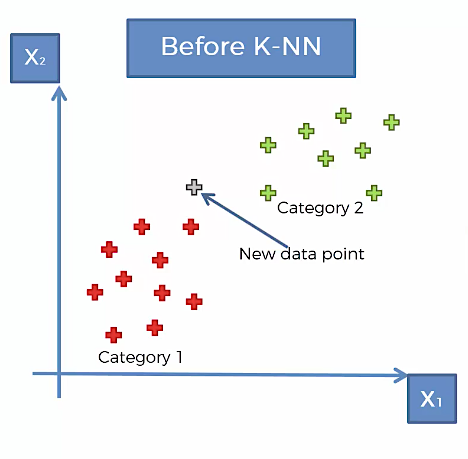 Before K-NN
X₂
Category 2
New data point
Category 1
X₁